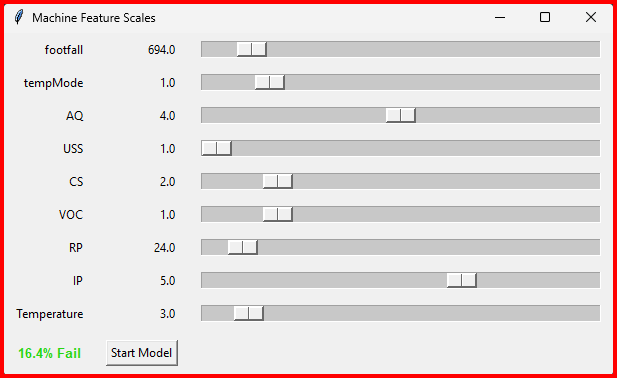 Machine Feature Scales
footfall 694.0
tempMode 1.0
AQ 4.0
USS 1.0
CS 2.0
VOC 1.0
RP 24.0
IP 5.0
Temperature 3.0
16.4% Fail Start Model